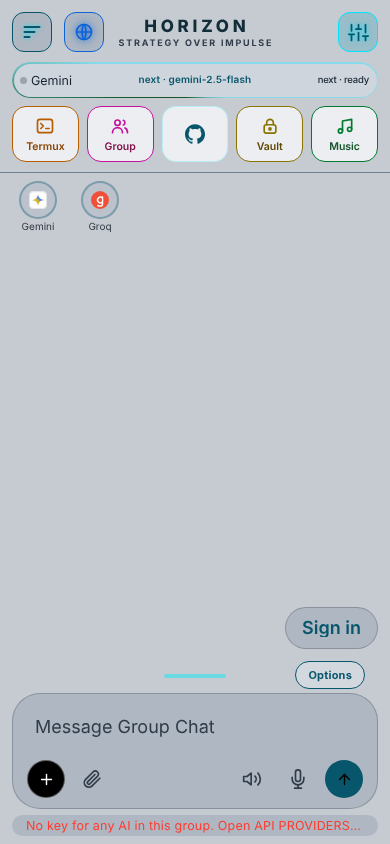 HORIZON
STRATEGY OVER IMPULSE
Gemini next · gemini-2.5-flash next · ready
Termux Group Vault Music
Gemini Groq
Sign in
Options
Message Group Chat
No key for any AI in this group. Open API PROVIDERS...